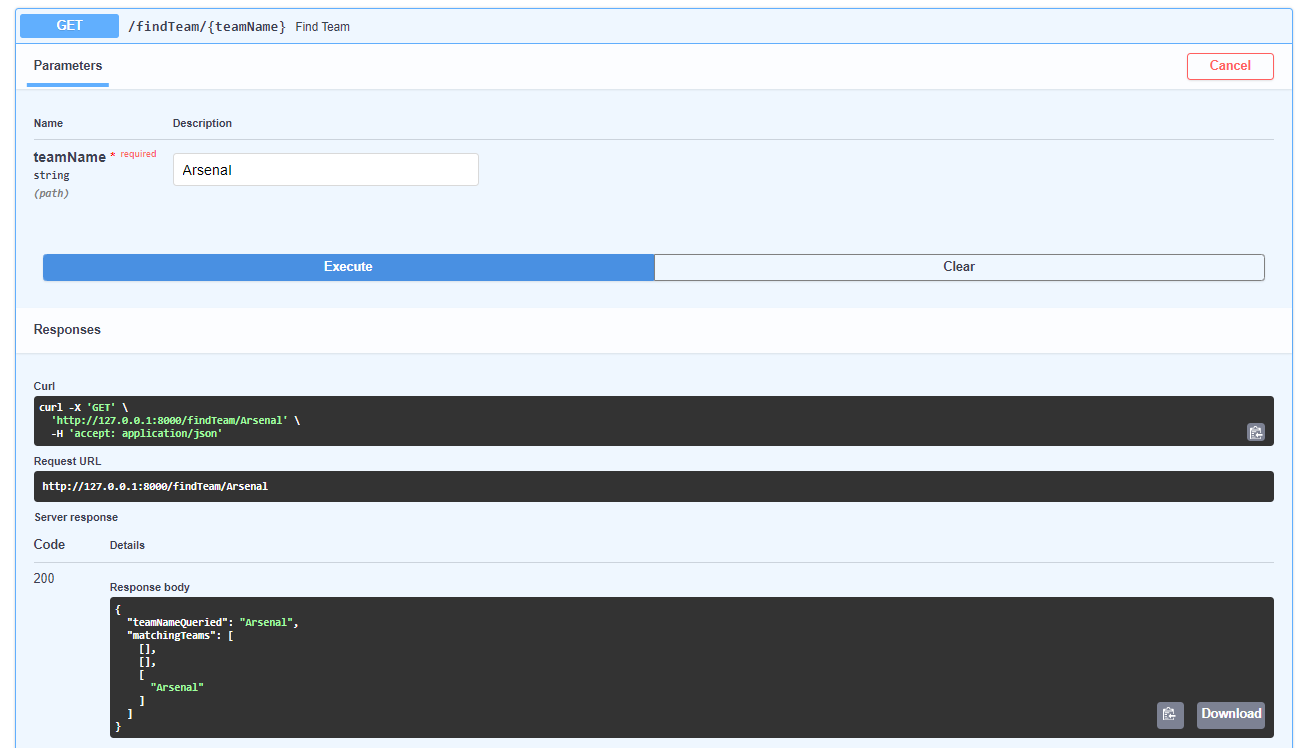 GET /findTeam/{teamName} Find Team
Parameters
Cancel
Name Description
teamName * required
string
(path)
Arsenal
Execute
Clear
Responses
Curl
curl -X 'GET' \
  'http://127.0.0.1:8000/findTeam/Arsenal' \
  -H 'accept: application/json'
Request URL
http://127.0.0.1:8000/findTeam/Arsenal
Server response
Code Details
200
Response body
{
  "teamNameQueried": "Arsenal",
  "matchingTeams": [
    [],
    [],
    [
      "Arsenal"
    ]
  ]
}
Download